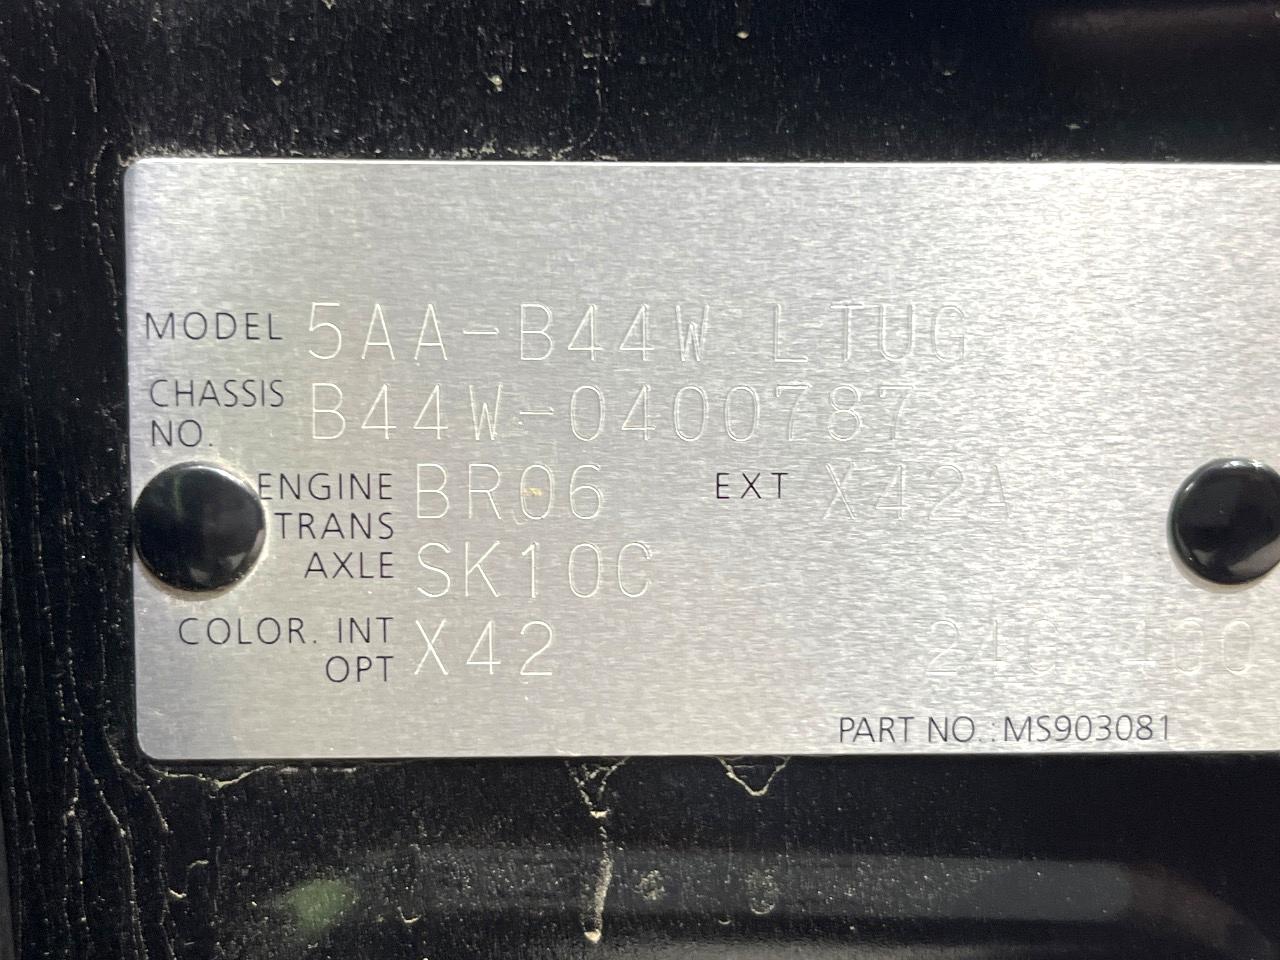 MODEL 5AA-B44W LTUG
CHASSIS NO. B44W-0400787
ENGINE BR06 EXT X42A
TRANS AXLE SK10C
COLOR. INT OPT X42
PART NO.:MS903081